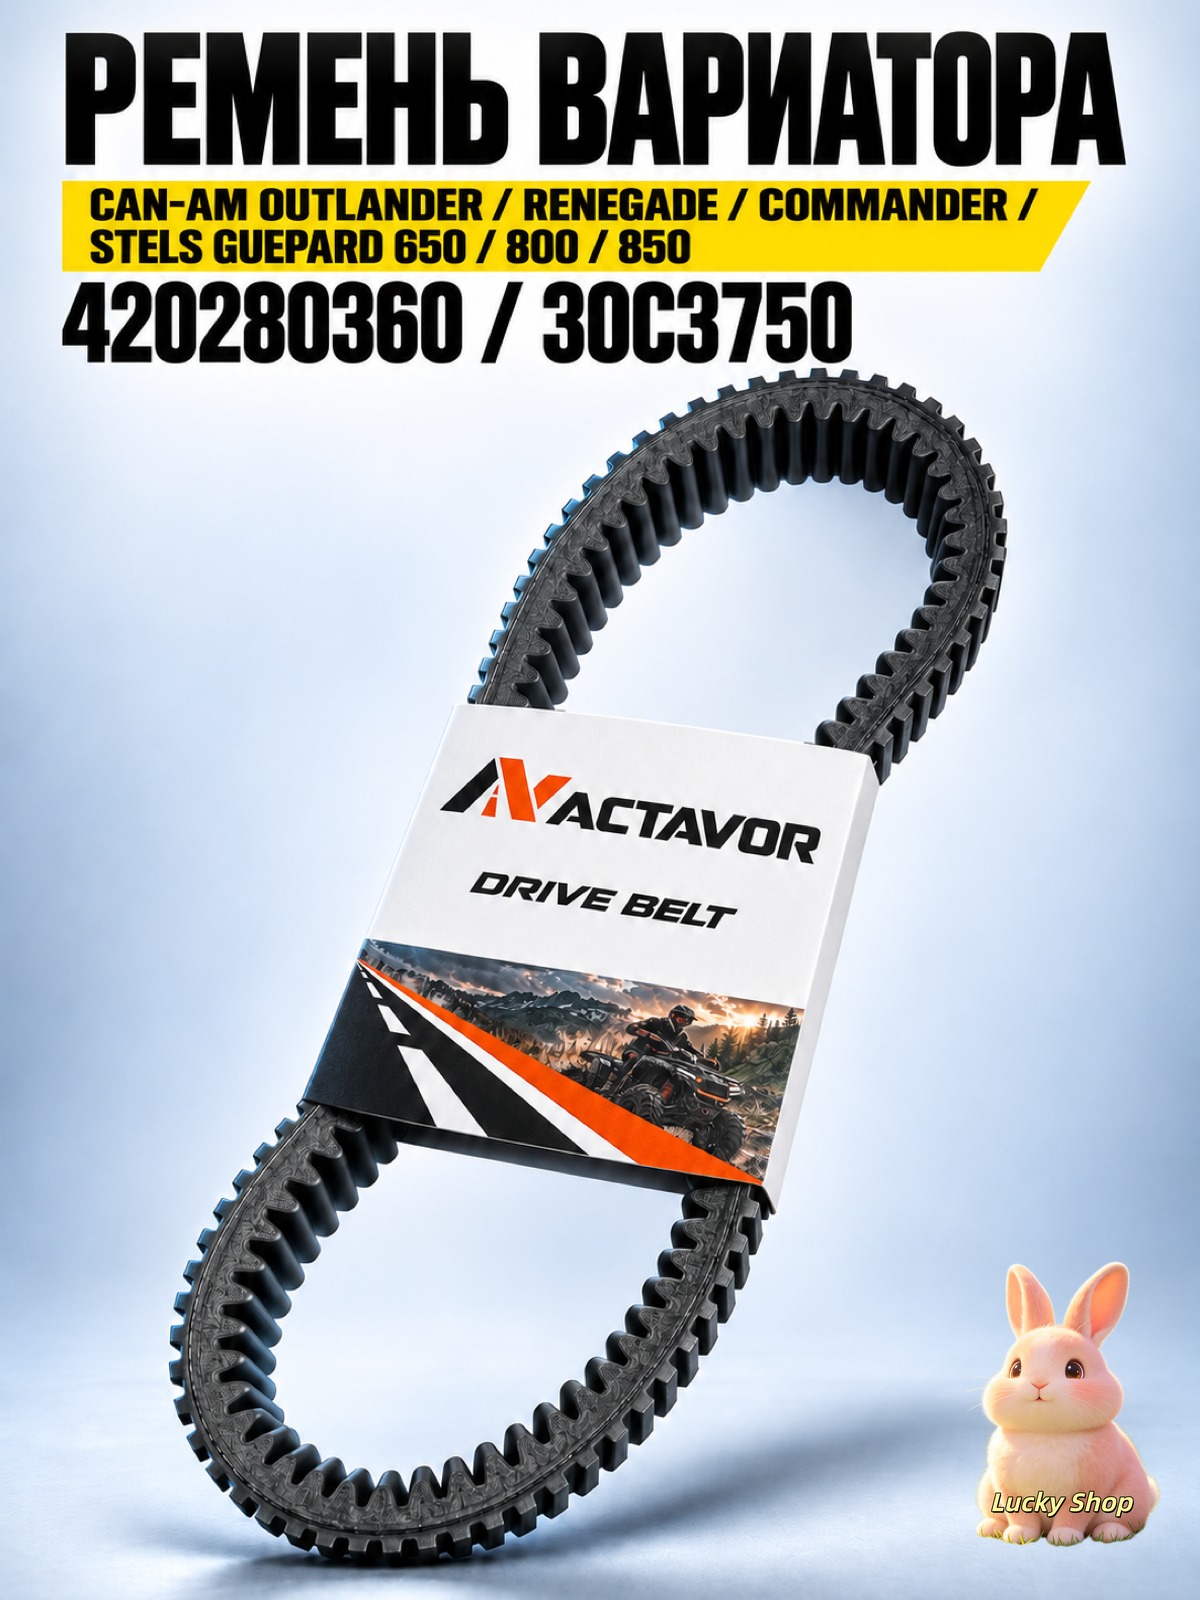 РЕМЕНЬ ВАРИАТОРА
CAN-AM OUTLANDER / RENEGADE / COMMANDER /
STELS GUEPARD 650 / 800 / 850
420280360 / 30C3750
ACTAVOR
DRIVE BELT
Lucky Shop